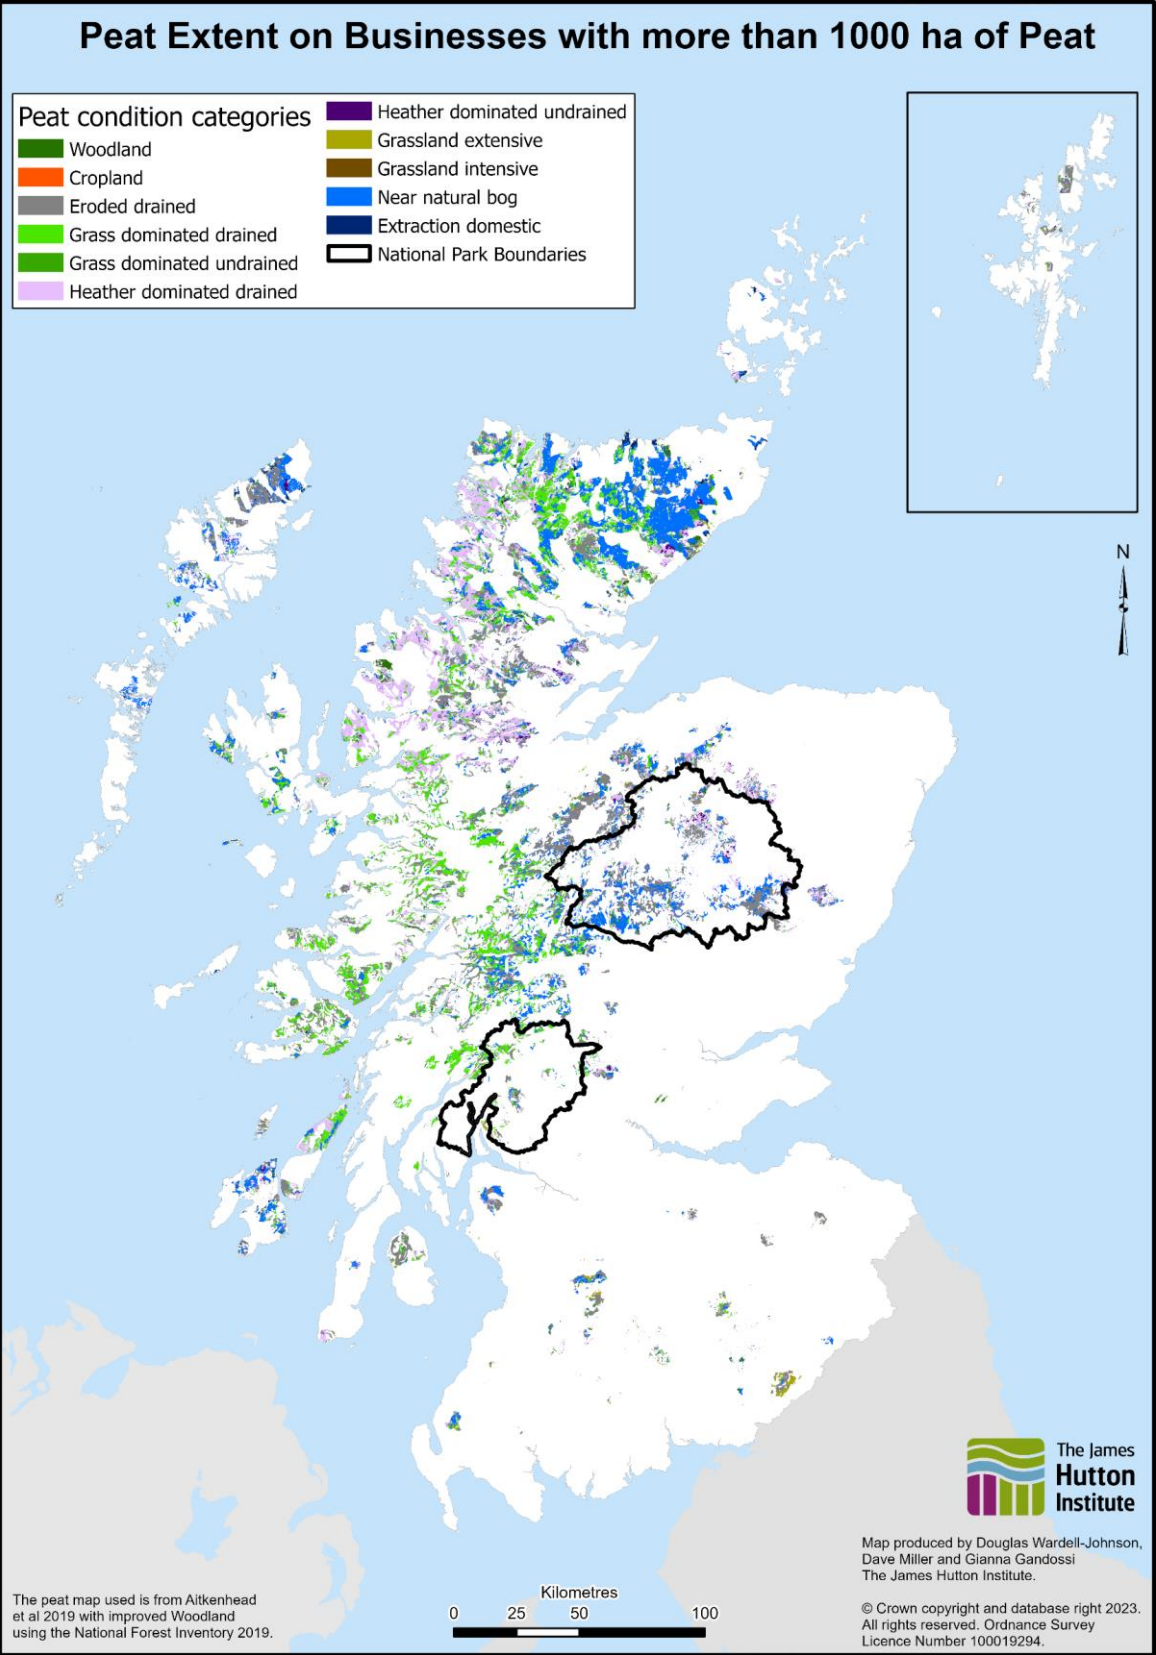 Peat Extent on Businesses with more than 1000 ha of Peat
Peat condition categories
Woodland
Cropland
Eroded drained
Grass dominated drained
Grass dominated undrained
Heather dominated drained
Heather dominated undrained
Grassland extensive
Grassland intensive
Near natural bog
Extraction domestic
National Park Boundaries
N
The James
Hutton
Institute
Map produced by Douglas Wardell-Johnson,
Dave Miller and Gianna Gandossi
The James Hutton Institute.
© Crown copyright and database right 2023.
All rights reserved. Ordnance Survey
Licence Number 100019294.
Kilometres
0 25 50 100
The peat map used is from Aitkenhead
et al 2019 with improved Woodland
using the National Forest Inventory 2019.